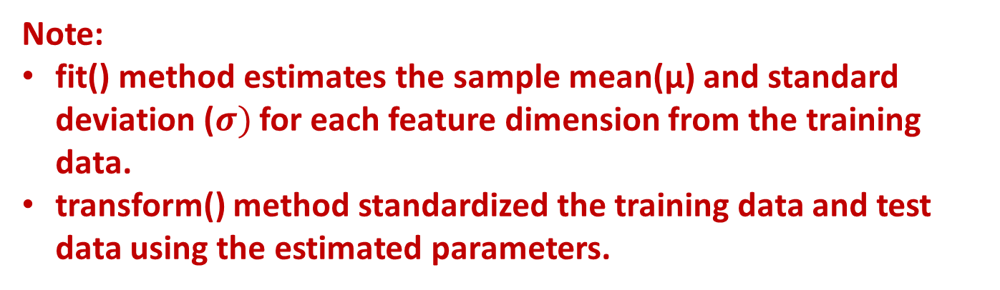 Note:
• fit() method estimates the sample mean(μ) and standard
deviation (σ) for each feature dimension from the training
data.
• transform() method standardized the training data and test
data using the estimated parameters.